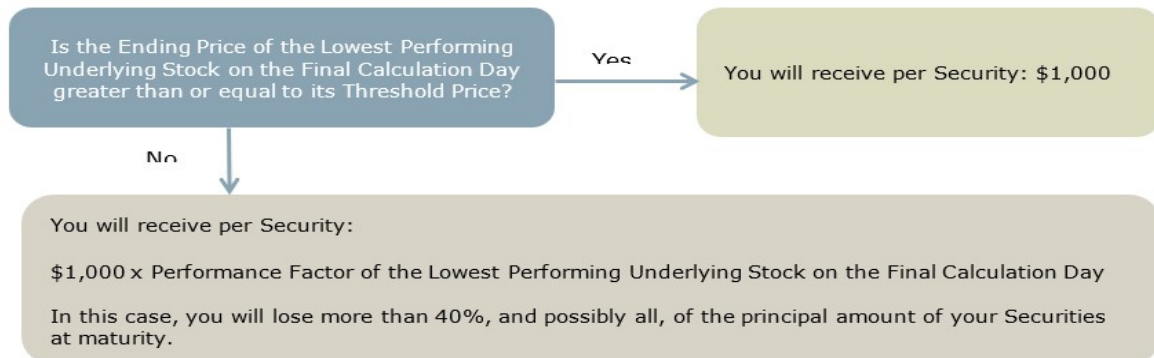 Is the Ending Price of the Lowest Performing
Underlying Stock on the Final Calculation Day
greater than or equal to its Threshold Price?
Yes
You will receive per Security: $1,000
No
You will receive per Security:
$1,000 x Performance Factor of the Lowest Performing Underlying Stock on the Final Calculation Day
In this case, you will lose more than 40%, and possibly all, of the principal amount of your Securities
at maturity.